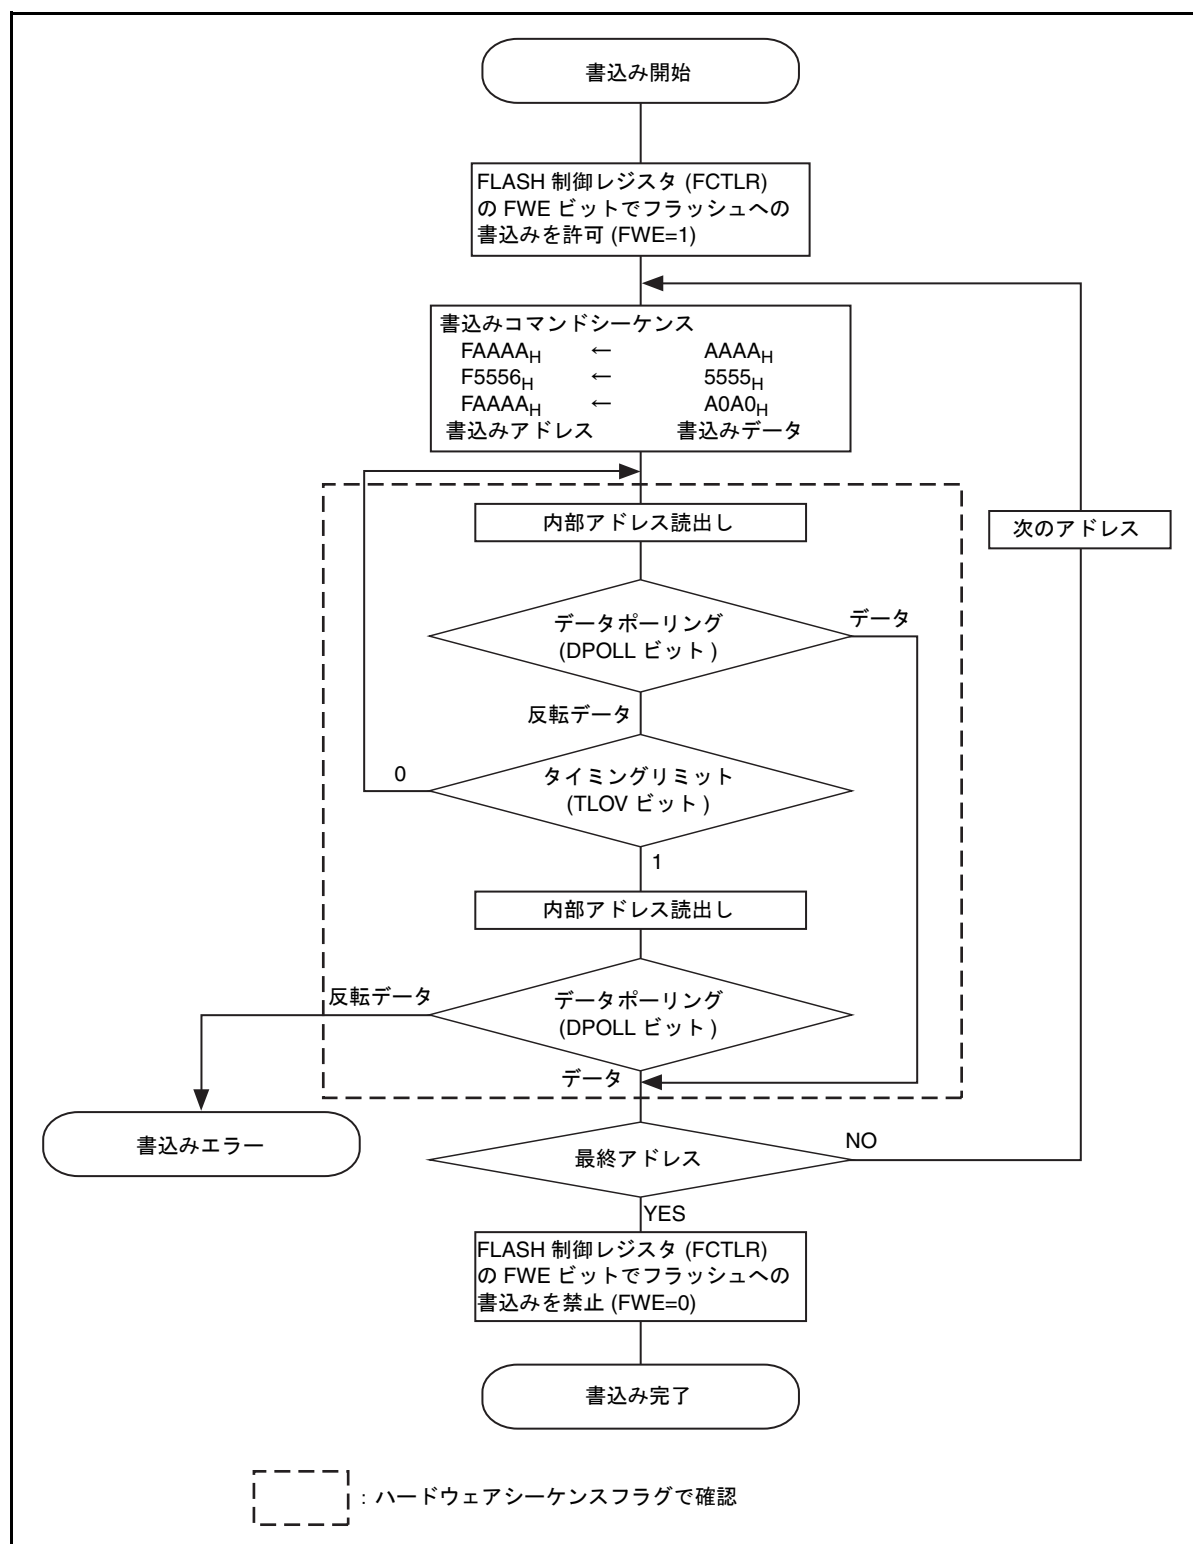 書込み開始
FLASH 制御レジスタ (FCTLR)
の FWE ビットでフラッシュへの
書込みを許可 (FWE=1)
書込みコマンドシーケンス
FAAAAH ← AAAAH
F5556H ← 5555H
FAAAAH ← A0A0H
書込みアドレス 書込みデータ
内部アドレス読出し
次のアドレス
データポーリング
(DPOLL ビット )
データ
反転データ
タイミングリミット
(TLOV ビット )
0
1
内部アドレス読出し
データポーリング
(DPOLL ビット )
反転データ
データ
書込みエラー
最終アドレス
NO
YES
FLASH 制御レジスタ (FCTLR)
の FWE ビットでフラッシュへの
書込みを禁止 (FWE=0)
書込み完了
: ハードウェアシーケンスフラグで確認